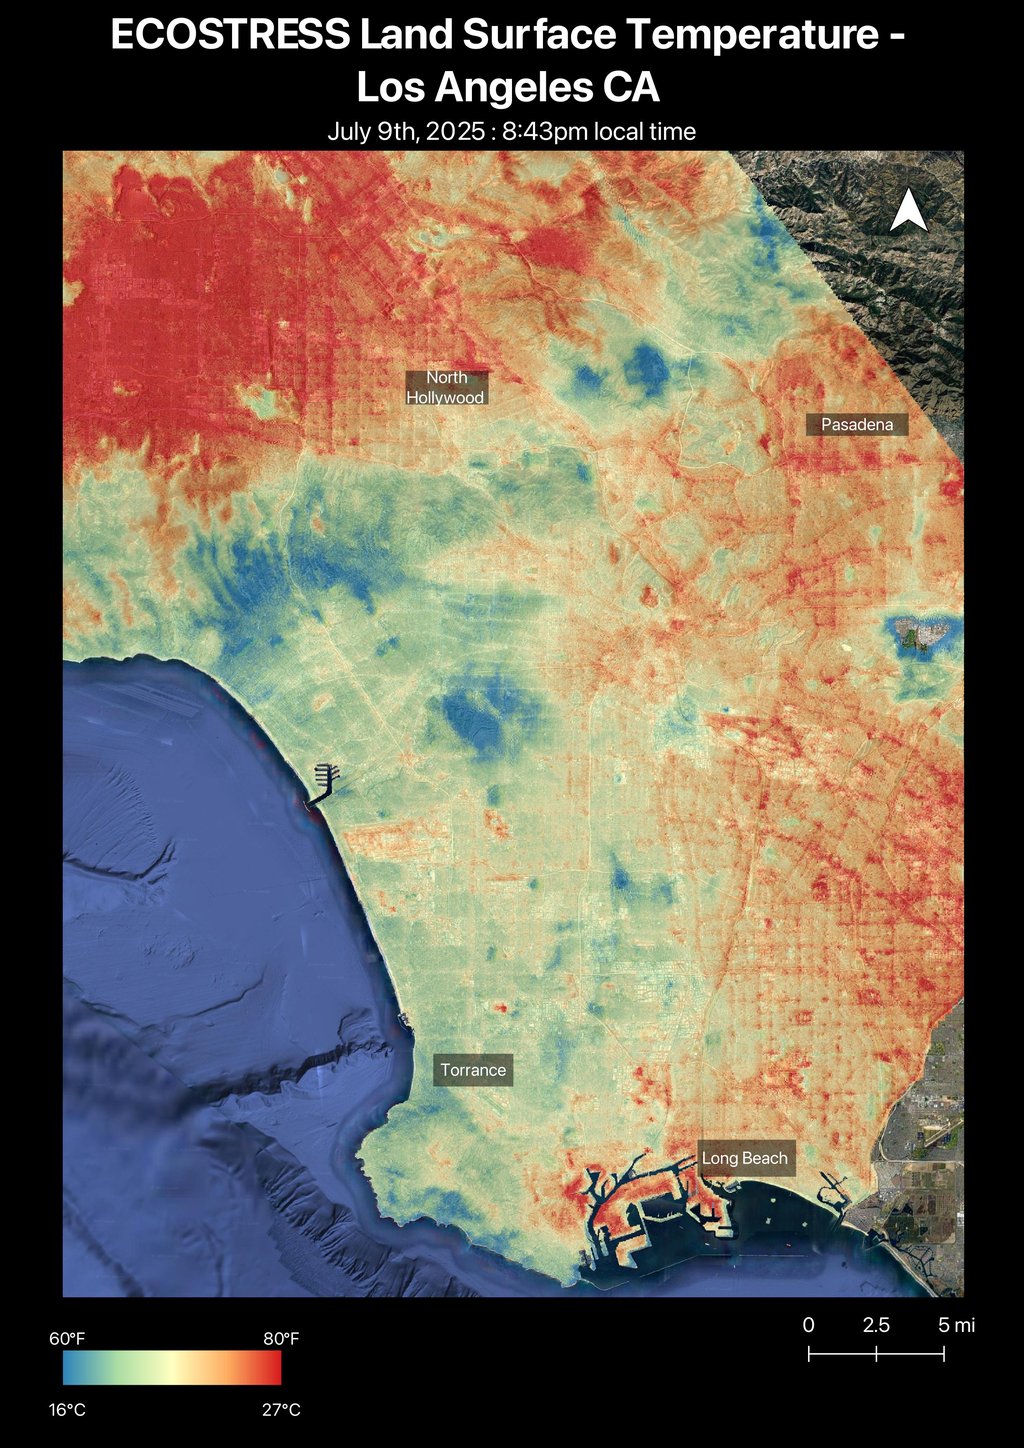 ECOSTRESS Land Surface Temperature -
Los Angeles CA
July 9th, 2025 : 8:43pm local time
North
Hollywood
Pasadena
Torrance
Long Beach
60°F 80°F
16°C 27°C
0 2.5 5 mi